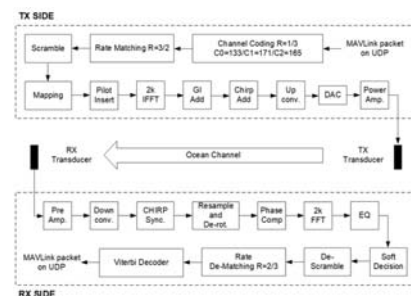 TX SIDE
Scramble
Rate Matching R=3/2
Channel Coding R=1/3
C0=133/C1=171/C2=165
MAVLink packet
on UDP
Mapping
Pilot
Insert
2k
IFFT
GI
Add
Chirp
Add
Up
conv.
DAC
Power
Amp.
RX
Transducer
Ocean Channel
TX
Transducer
Pre
Amp.
Down
conv.
CHIRP
Sync.
Resample
and
De-rot.
Phase
Comp
2k
FFT
EQ
MAVLink packet
on UDP
Viterbi Decoder
Rate
De-Matching R=2/3
De-
Scramble
Soft
Decision
RX SIDE